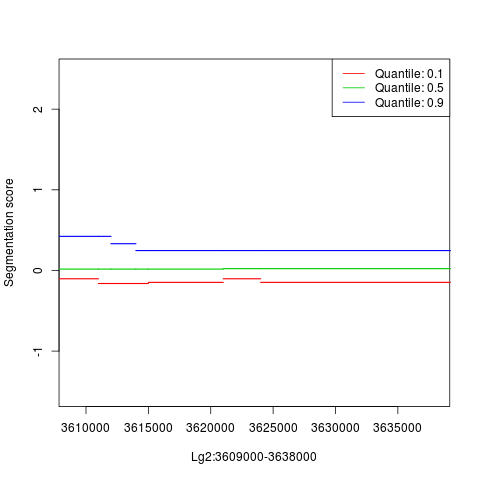 Quantile: 0.1
Quantile: 0.5
Quantile: 0.9
Segmentation score
2
1
0
-1
3610000 3615000 3620000 3625000 3630000 3635000
Lg2:3609000-3638000